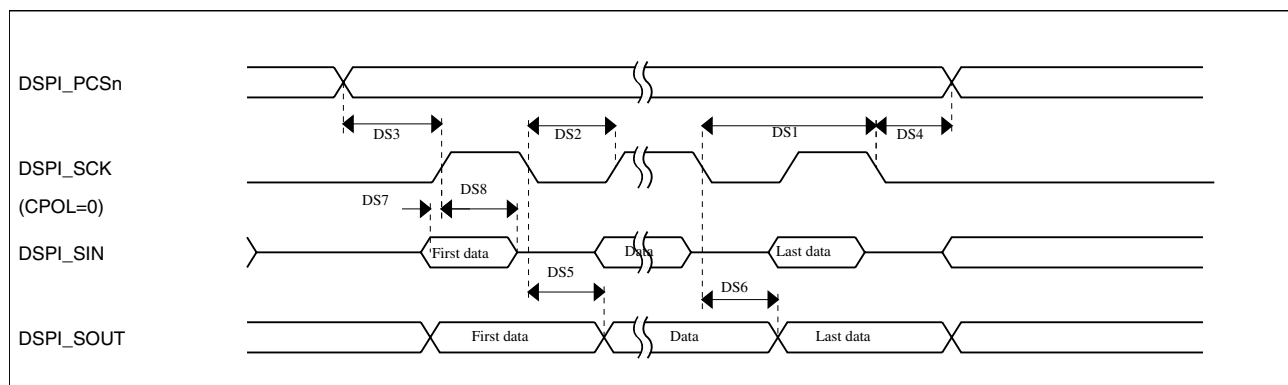 DSPI_PCSn
DS3
DS2
DS1
DS4
DSPI_SCK
(CPOL=0)
DS7
DS8
DSPI_SIN
First data
Data
Last data
DS5
DS6
DSPI_SOUT
First data
Data
Last data